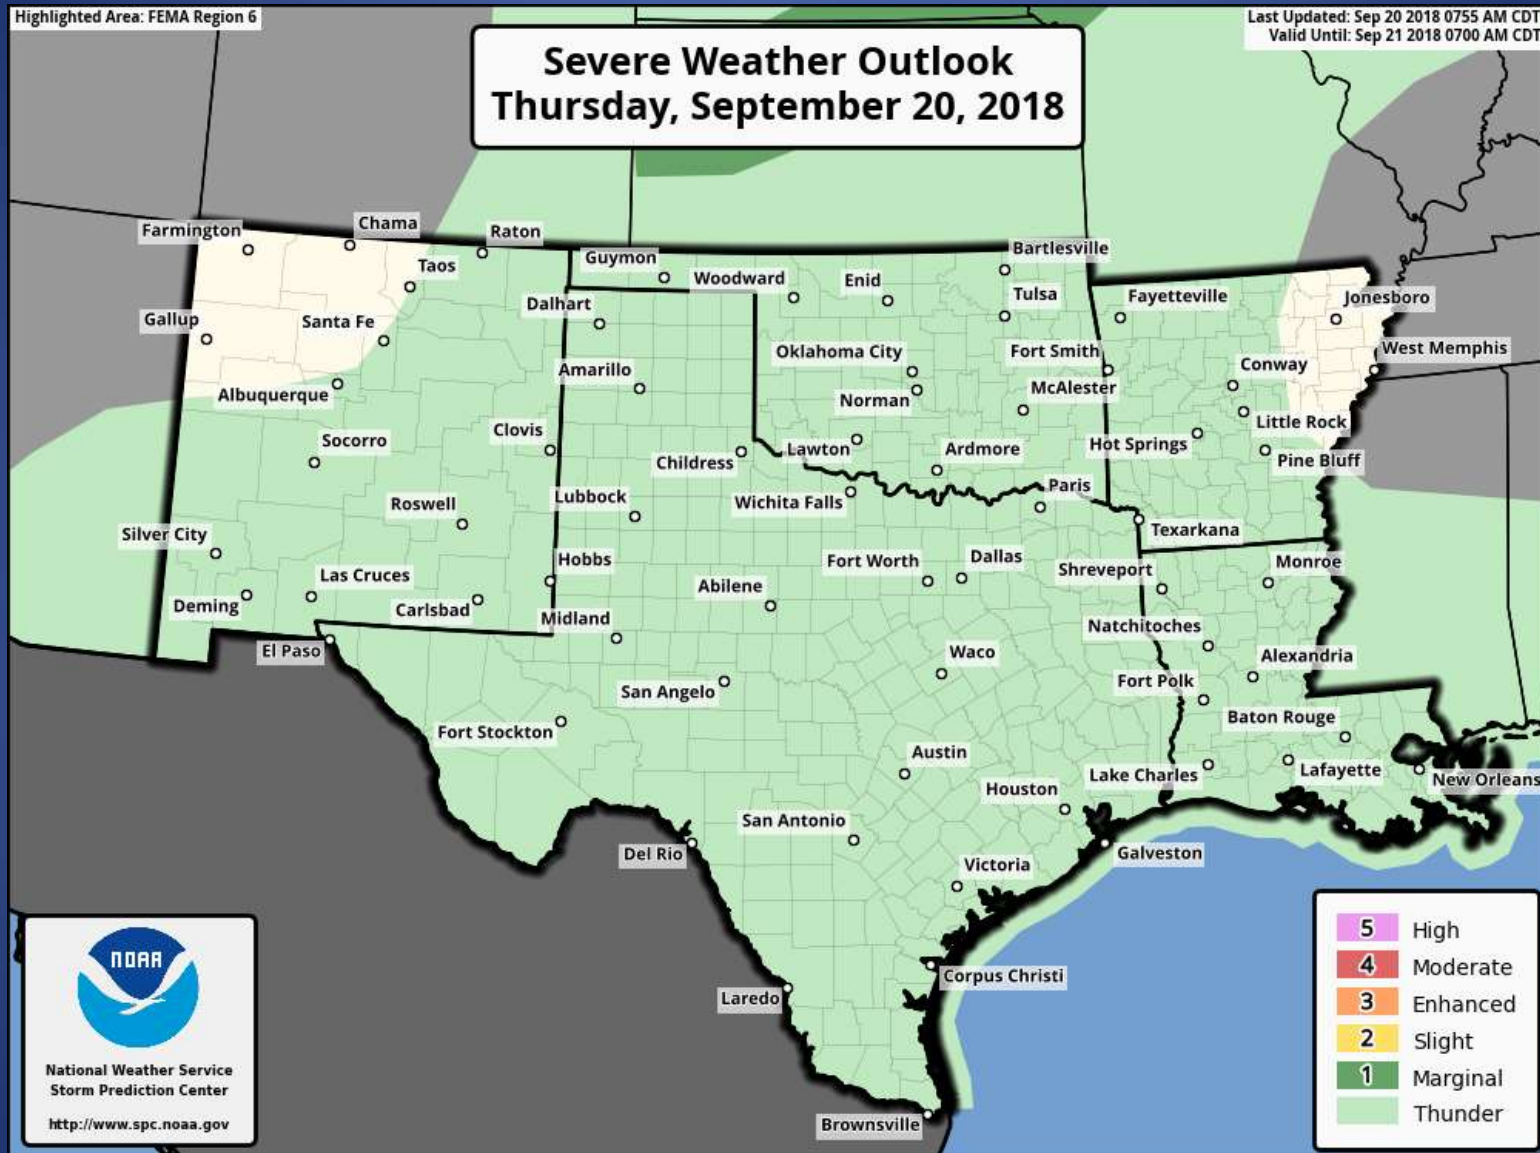 Highlighted Area: FEMA Region 6
Last Updated: Sep 20 2018 0755 AM CDT
Valid Until: Sep 21 2018 0700 AM CDT
Severe Weather Outlook
Thursday, September 20, 2018
Farmington
Chama
Raton
Taos
Guymon
Woodward
Enid
Bartlesville
Tulsa
Fayetteville
Jonesboro
Gallup
Santa Fe
Dalhart
Oklahoma City
Fort Smith
West Memphis
Conway
Albuquerque
Amarillo
Norman
McAlester
Little Rock
Socorro
Clovis
Childress
Lawton
Ardmore
Hot Springs
Pine Bluff
Roswell
Lubbock
Wichita Falls
Paris
Texarkana
Silver City
Hobbs
Fort Worth
Dallas
Shreveport
Monroe
Las Cruces
Deming
Carlsbad
Midland
Abilene
Natchitoches
El Paso
San Angelo
Waco
Fort Polk
Alexandria
Fort Stockton
Baton Rouge
Austin
Houston
Lake Charles
Lafayette
New Orleans
San Antonio
Del Rio
Victoria
Galveston
Laredo
Corpus Christi
Brownsville
NOAA
National Weather Service
Storm Prediction Center
http://www.spc.noaa.gov
5 High
4 Moderate
3 Enhanced
2 Slight
1 Marginal
Thunder